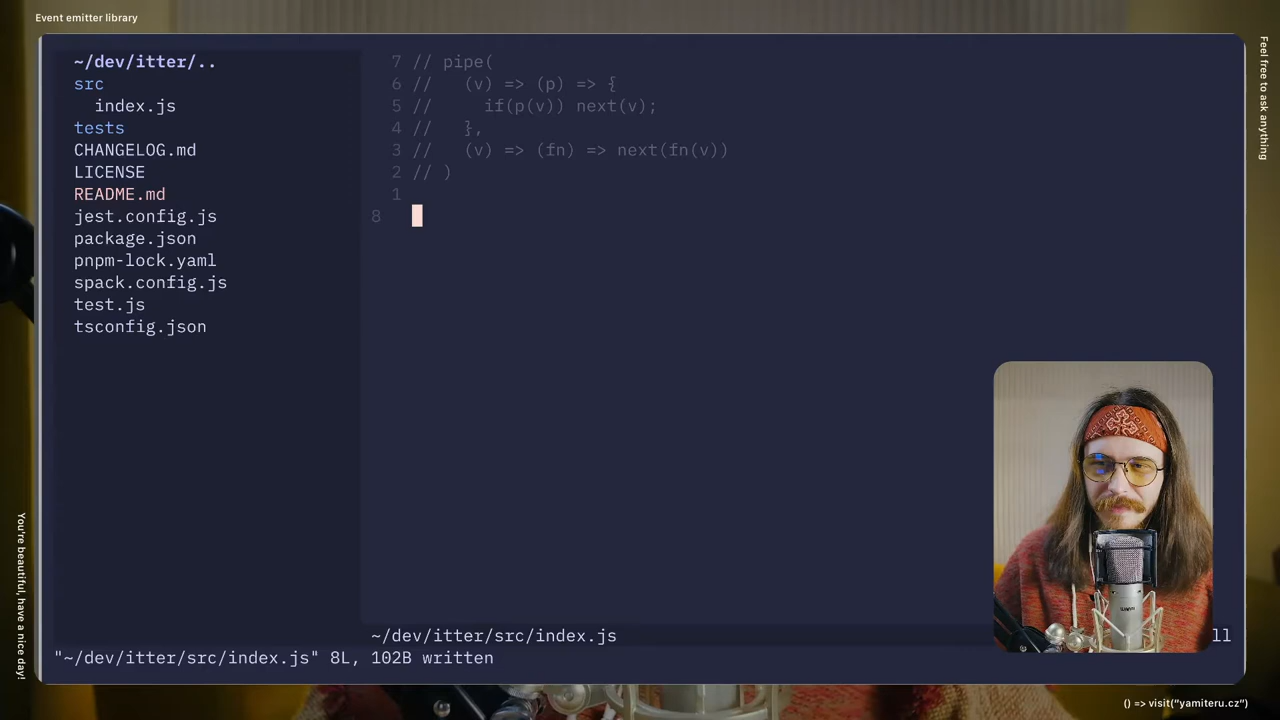 Event emitter library
Feel free to ask anything
~/dev/itter/..
src
index.js
tests
CHANGELOG.md
LICENSE
README.md
jest.config.js
package.json
pnpm-lock.yaml
spack.config.js
test.js
tsconfig.json
7 // pipe(
6 //   (v) => (p) => {
5 //     if(p(v)) next(v);
4 //   },
3 //   (v) => (fn) => next(fn(v))
2 // )
1
8
~/dev/itter/src/index.js
ll
"~/dev/itter/src/index.js" 8L, 102B written
You're beautiful, have a nice day!
() => visit("yamiteru.cz")